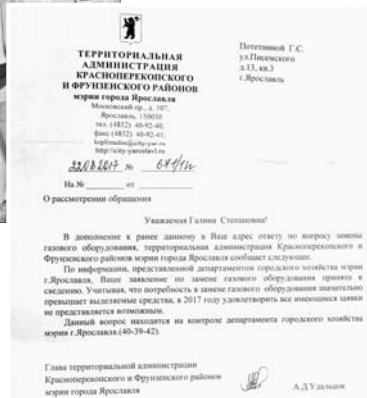 ТЕРРИТОРИАЛЬНАЯ
АДМИНИСТРАЦИЯ
КРАСНОПЕРЕКОПСКОГО
И ФРУНЗЕНСКОГО РАЙОНОВ
мэрии города Ярославля
Московский пр., д. 107,
Ярославль, 150030
тел. (4852) 40-92-40,
факс (4852) 40-92-41;
http://city-yaroslavl.ru
22.08.2017 №
На № от
О рассмотрении обращения
Потетниной Г.С.
ул.Писемского
д.13, кв.3
г.Ярославль
Уважаемая Галина Степановна!
В дополнение к ранее данному в Ваш адрес ответу по вопросу замены
газового оборудования, территориальная администрация Красноперекопского и
Фрунзенского районов мэрии города Ярославля сообщает следующее.
По информации, представленной департаментом городского хозяйства мэрии
г.Ярославля, Ваше заявление по замене газового оборудования принято к
сведению. Учитывая, что потребность в замене газового оборудования значительно
превышает выделяемые средства, в 2017 году удовлетворить все имеющиеся заявки
не представляется возможным.
Данный вопрос находится на контроле департамента городского хозяйства
мэрии г.Ярославля.(40-39-42).
Глава территориальной администрации
Красноперекопского и Фрунзенского районов
мэрии города Ярославля
А.Д.Удальцов